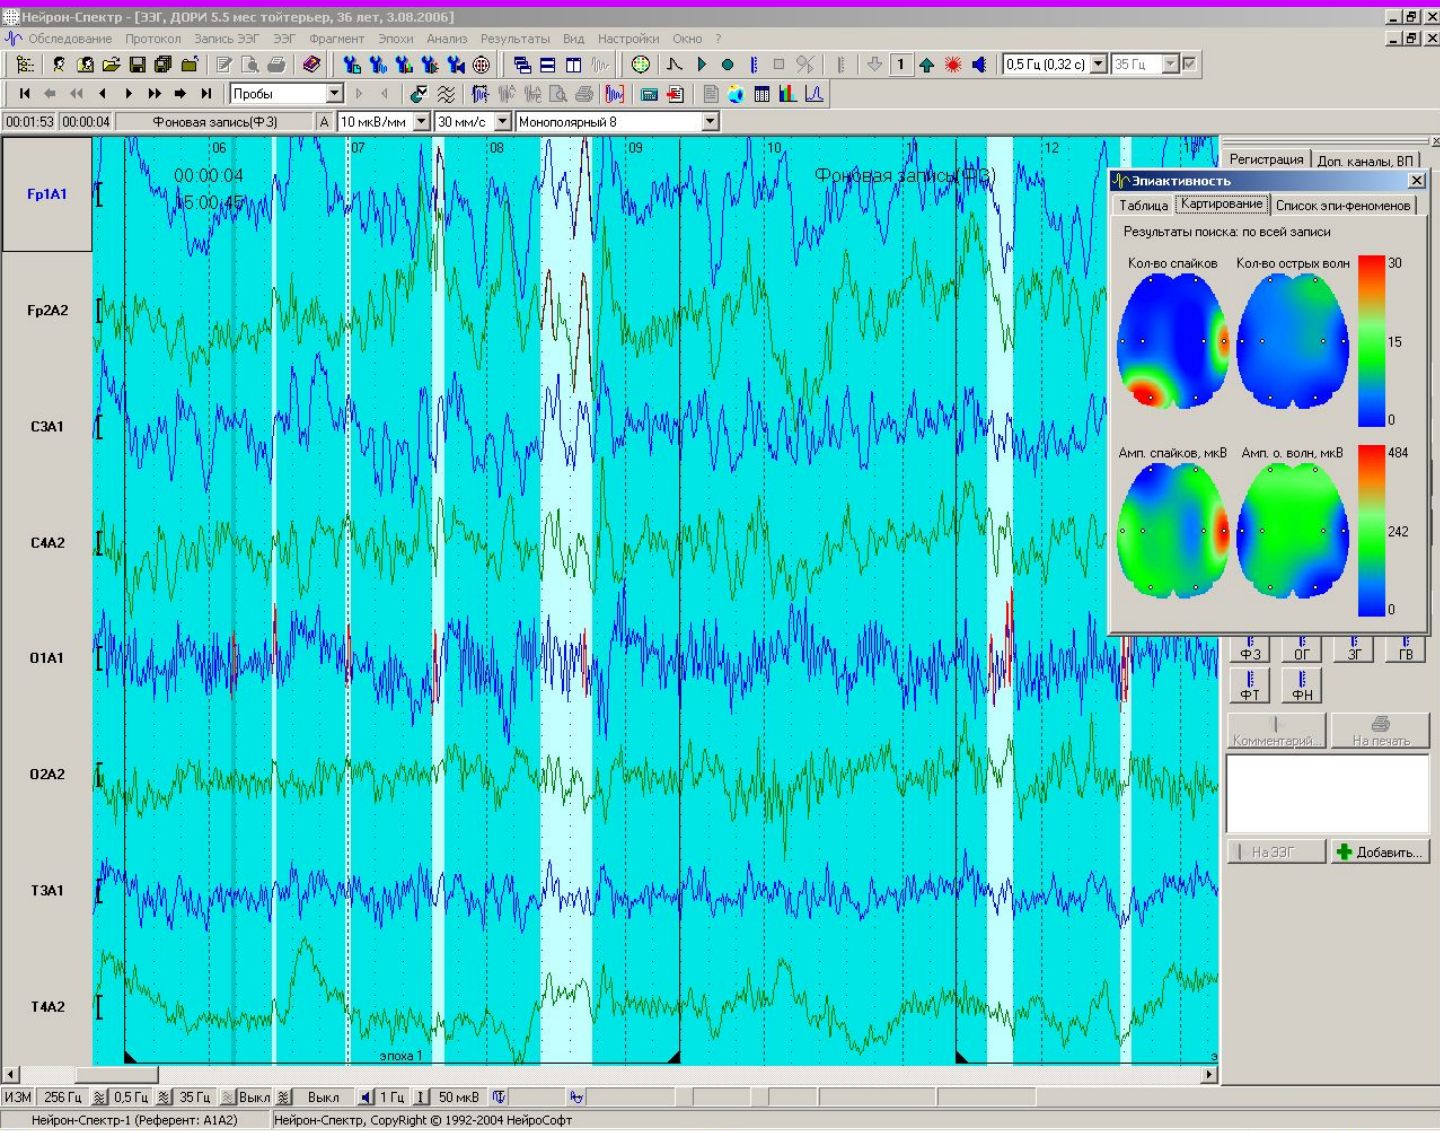 Нейрон-Спектр - [ЭЭГ, ДОРИ 5.5 мес тойтерьер, 36 лет, 3.08.2006]
Обследование Протокол Запись ЭЭГ ЭЭГ Фрагмент Эпохи Анализ Результаты Вид Настройки Окно ?
1 0,5 Гц (0,32 с) 35 Гц
Пробы
00:01:53 00:00:04 Фоновая запись(ФЗ) A 10 мкВ/мм 30 мм/с Монополярный 8
06 07 08 09 10 11 12 13
00:00:04 Фоновая запись(ФЗ)
15:00:45
Fp1A1
Fp2A2
C3A1
C4A2
O1A1
O2A2
T3A1
T4A2
эпоха 1
Регистрация Доп. каналы, ВП
Эпиактивность
Таблица Картирование Список эпи-феноменов
Результаты поиска: по всей записи
Кол-во спайков Кол-во острых волн 30
15
0
Амп. спайков, мкВ Амп. о. волн, мкВ 484
242
0
ФЗ ОГ ЗГ ГВ
ФТ ФН
Комментарий... На печать
На ЭЭГ Добавить...
ИЗМ 256 Гц 0,5 Гц 35 Гц Выкл Выкл 1 Гц 50 мкВ
Нейрон-Спектр-1 (Референт: A1A2) Нейрон-Спектр, CopyRight © 1992-2004 НейроСофт